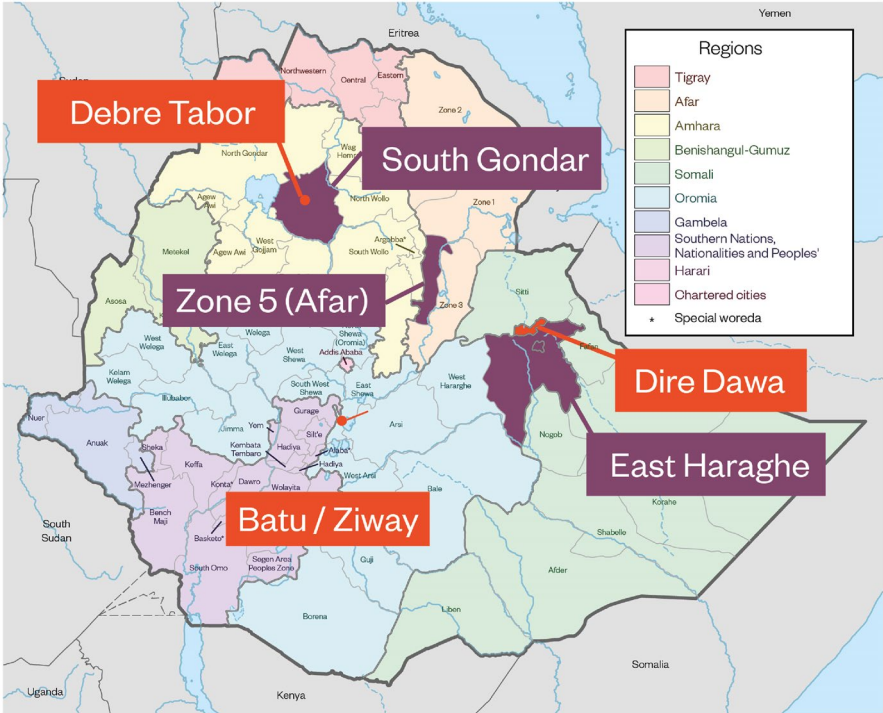 Yemen
Eritrea
Sudan
Regions
Tigray
Afar
Amhara
Benishangul-Gumuz
Somali
Oromia
Gambela
Southern Nations,
Nationalities and Peoples'
Harari
Chartered cities
* Special woreda
Northwestern
Central
Eastern
Zone 2
Debre Tabor
North Gondar
Wag
South Gondar
Agew
Awi
North Wollo
Zone 1
Argobba*
West
Gojjam
Agew Awi
South Wollo
Metekel
Asosa
Zone 5 (Afar)
Zone 3
Sitti
Fafan
West
Welega
East
Welega
Welega
West
Shewa
Shewa
(Oromia)
Addis Ababa
Kelam
Welega
South West
Shewa
East
Shewa
West
Hararghe
Dire Dawa
Illubabor
Jimma
Gurage
Yem
Silt'e
Arsi
Nuer
Anuak
Sheka
Kembata
Tembaro
Hadiya
Alaba*
Hadiya
Nogob
East Haraghe
Mezhenger
Keffa
Konta*
Dawro
Wolayita
West Arsi
Bale
Korahe
Bench
Maji
Basketo*
Batu / Ziway
South
Sudan
Shabelle
South Omo
Segen Area
Peoples Zone
Guji
Afder
Borena
Liben
Somalia
Uganda
Kenya